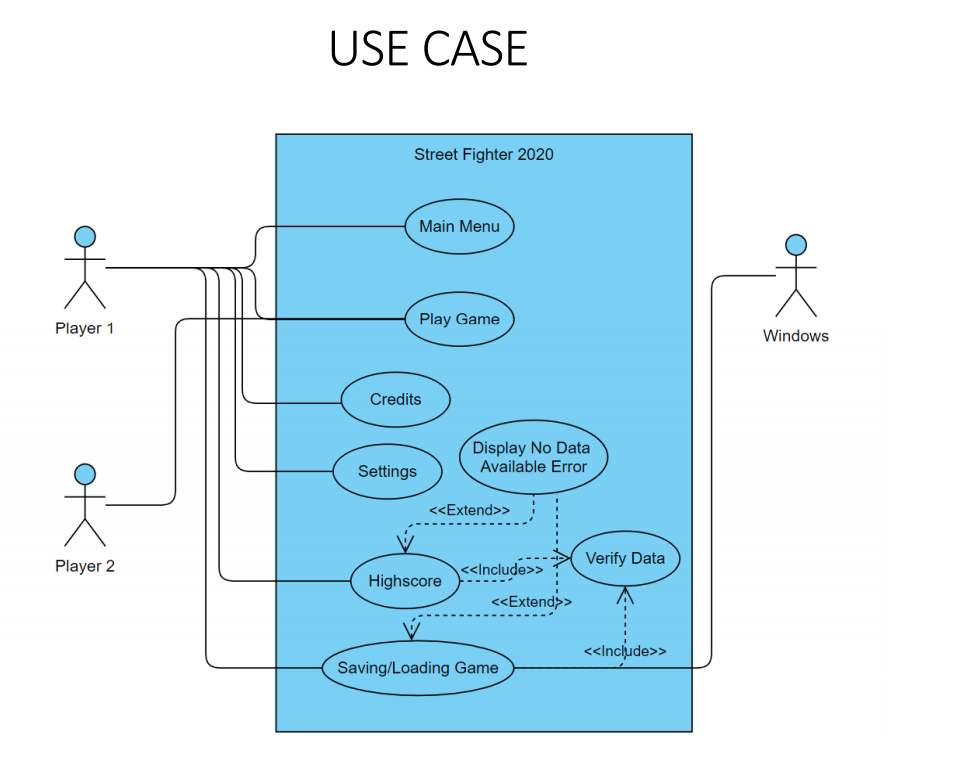 USE CASE
Street Fighter 2020
Main Menu
Player 1
Play Game
Windows
Credits
Display No Data
Available Error
Settings
<<Extend>>
Player 2
Verify Data
<<Include>>
Highscore
<<Extend>>
<<Include>>
Saving/Loading Game